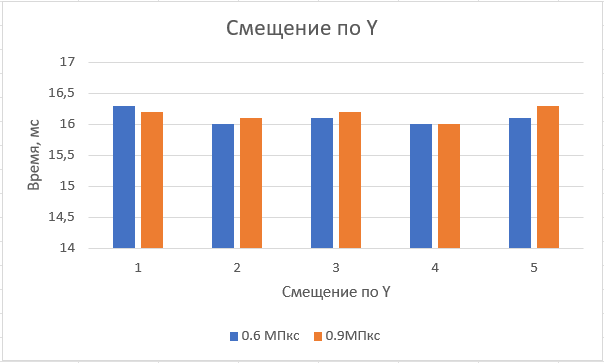 Смещение по Y
17
16,5
16
15,5
15
14,5
14
Время, мс
1 2 3 4 5
Смещение по Y
0.6 МПкс 0.9МПкс